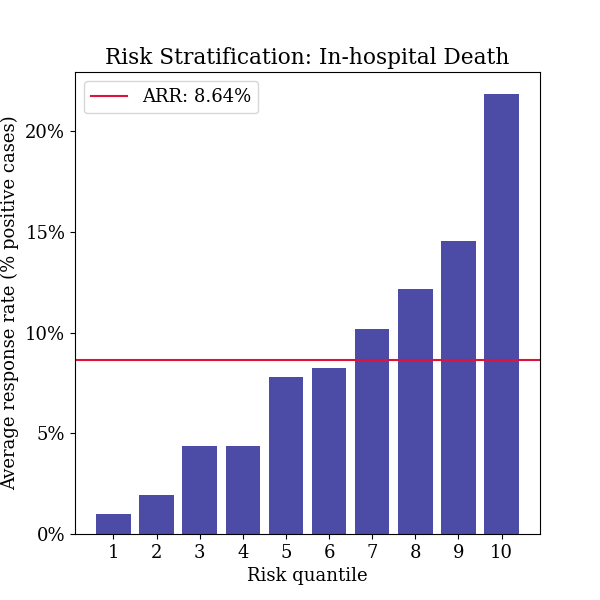 Risk Stratification: In-hospital Death
ARR: 8.64%
Average response rate (% positive cases)
20%
15%
10%
5%
0%
1 2 3 4 5 6 7 8 9 10
Risk quantile